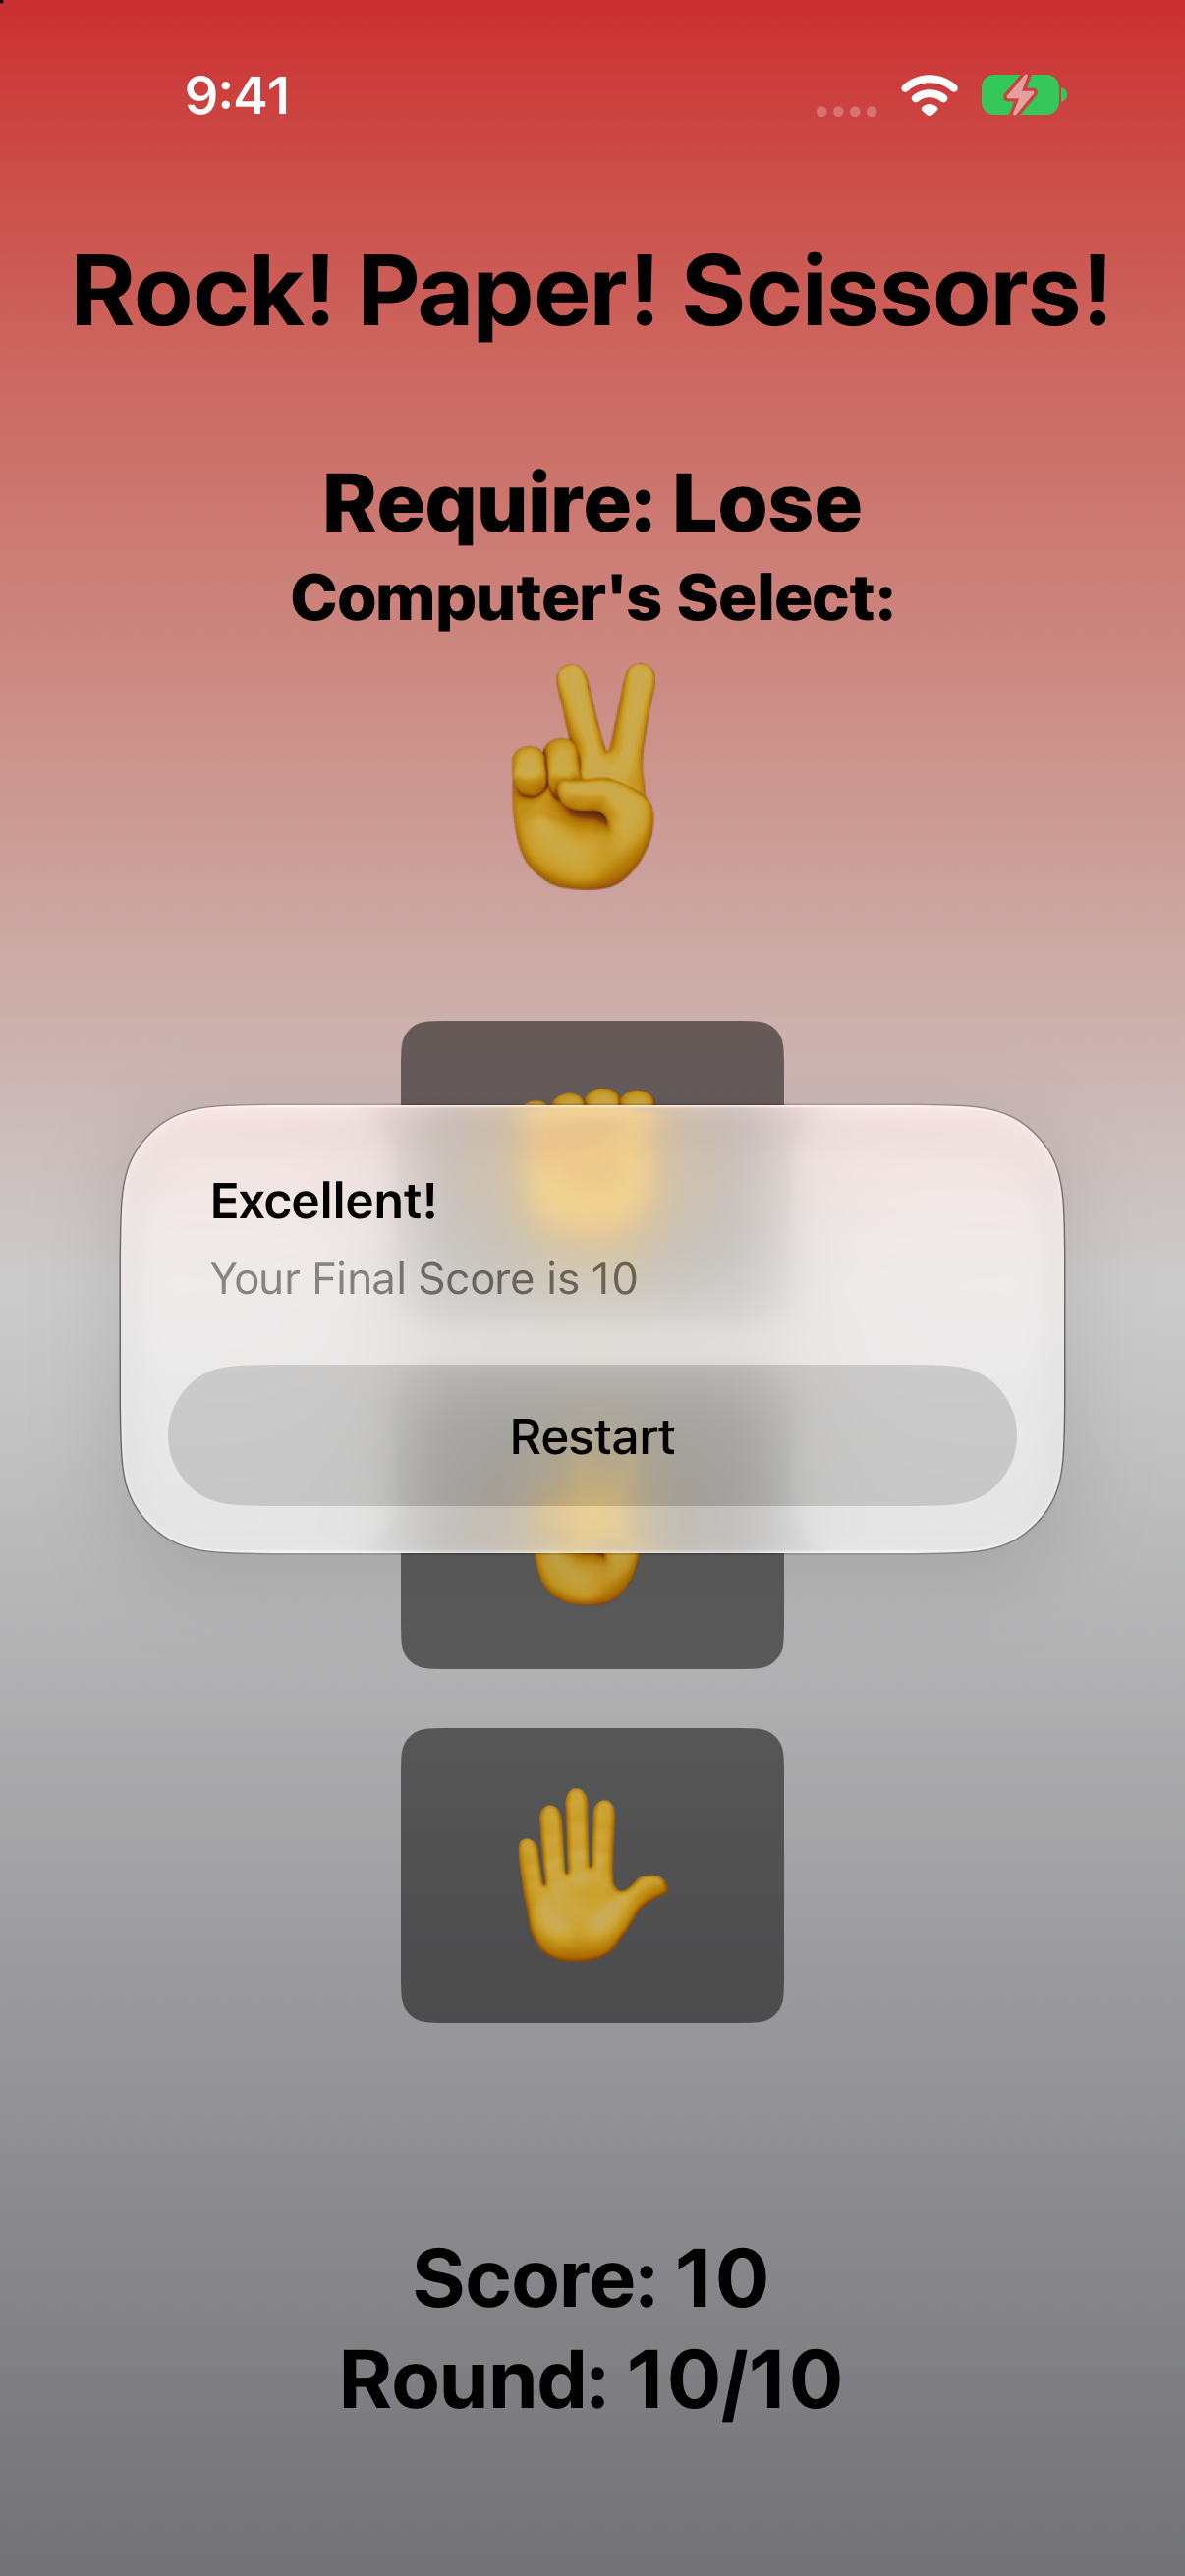 9:41
Rock! Paper! Scissors!
Require: Lose
Computer's Select:
Excellent!
Your Final Score is 10
Restart
Score: 10
Round: 10/10